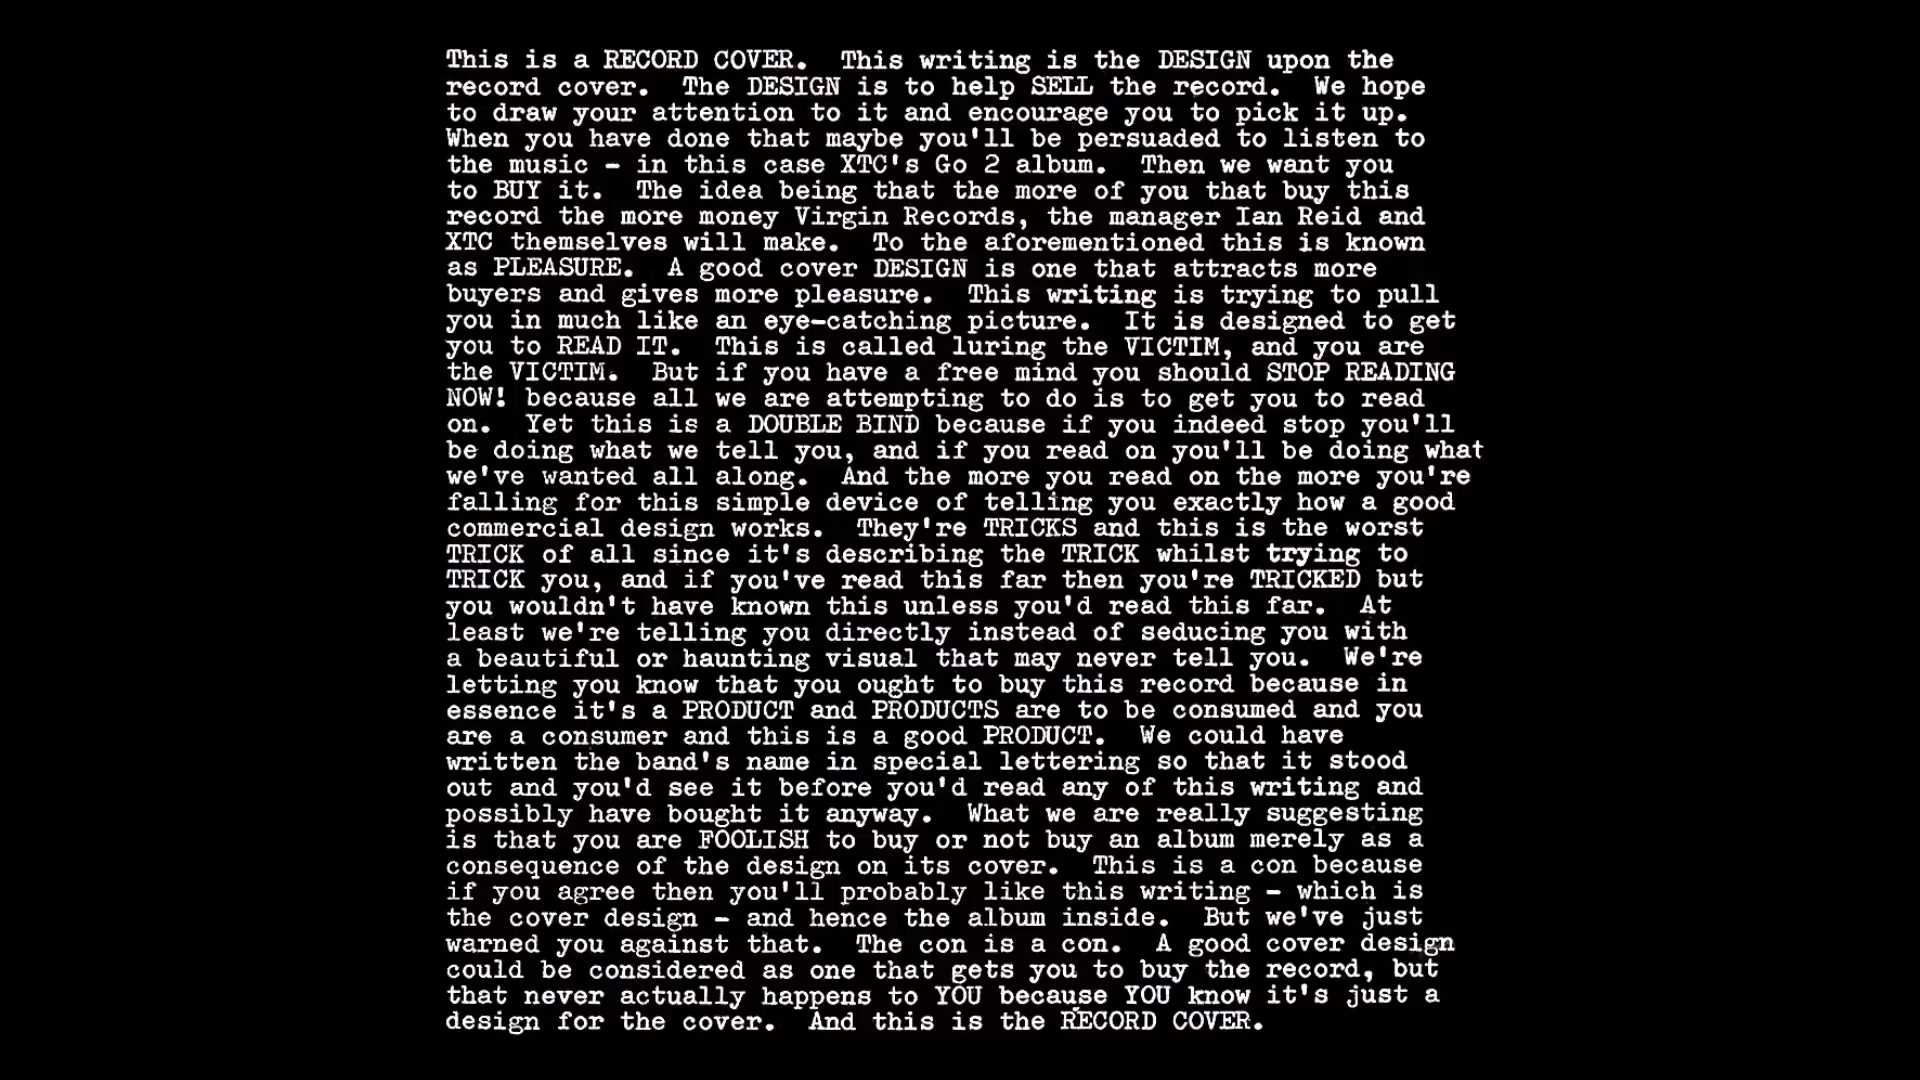 This is a RECORD COVER.  This writing is the DESIGN upon the
record cover.  The DESIGN is to help SELL the record.  We hope
to draw your attention to it and encourage you to pick it up.
When you have done that maybe you'll be persuaded to listen to
the music - in this case XTC's Go 2 album.  Then we want you
to BUY it.  The idea being that the more of you that buy this
record the more money Virgin Records, the manager Ian Reid and
XTC themselves will make.  To the aforementioned this is known
as PLEASURE.  A good cover DESIGN is one that attracts more
buyers and gives more pleasure.  This writing is trying to pull
you in much like an eye-catching picture.  It is designed to get
you to READ IT.  This is called luring the VICTIM, and you are
the VICTIM.  But if you have a free mind you should STOP READING
NOW! because all we are attempting to do is to get you to read
on.  Yet this is a DOUBLE BIND because if you indeed stop you'll
be doing what we tell you, and if you read on you'll be doing what
we've wanted all along.  And the more you read on the more you're
falling for this simple device of telling you exactly how a good
commercial design works.  They're TRICKS and this is the worst
TRICK of all since it's describing the TRICK whilst trying to
TRICK you, and if you've read this far then you're TRICKED but
you wouldn't have known this unless you'd read this far.  At
least we're telling you directly instead of seducing you with
a beautiful or haunting visual that may never tell you.  We're
letting you know that you ought to buy this record because in
essence it's a PRODUCT and PRODUCTS are to be consumed and you
are a consumer and this is a good PRODUCT.  We could have
written the band's name in special lettering so that it stood
out and you'd see it before you'd read any of this writing and
possibly have bought it anyway.  What we are really suggesting
is that you are FOOLISH to buy or not buy an album merely as a
consequence of the design on its cover.  This is a con because
if you agree then you'll probably like this writing - which is
the cover design - and hence the album inside.  But we've just
warned you against that.  The con is a con.  A good cover design
could be considered as one that gets you to buy the record, but
that never actually happens to YOU because YOU know it's just a
design for the cover.  And this is the RECORD COVER.